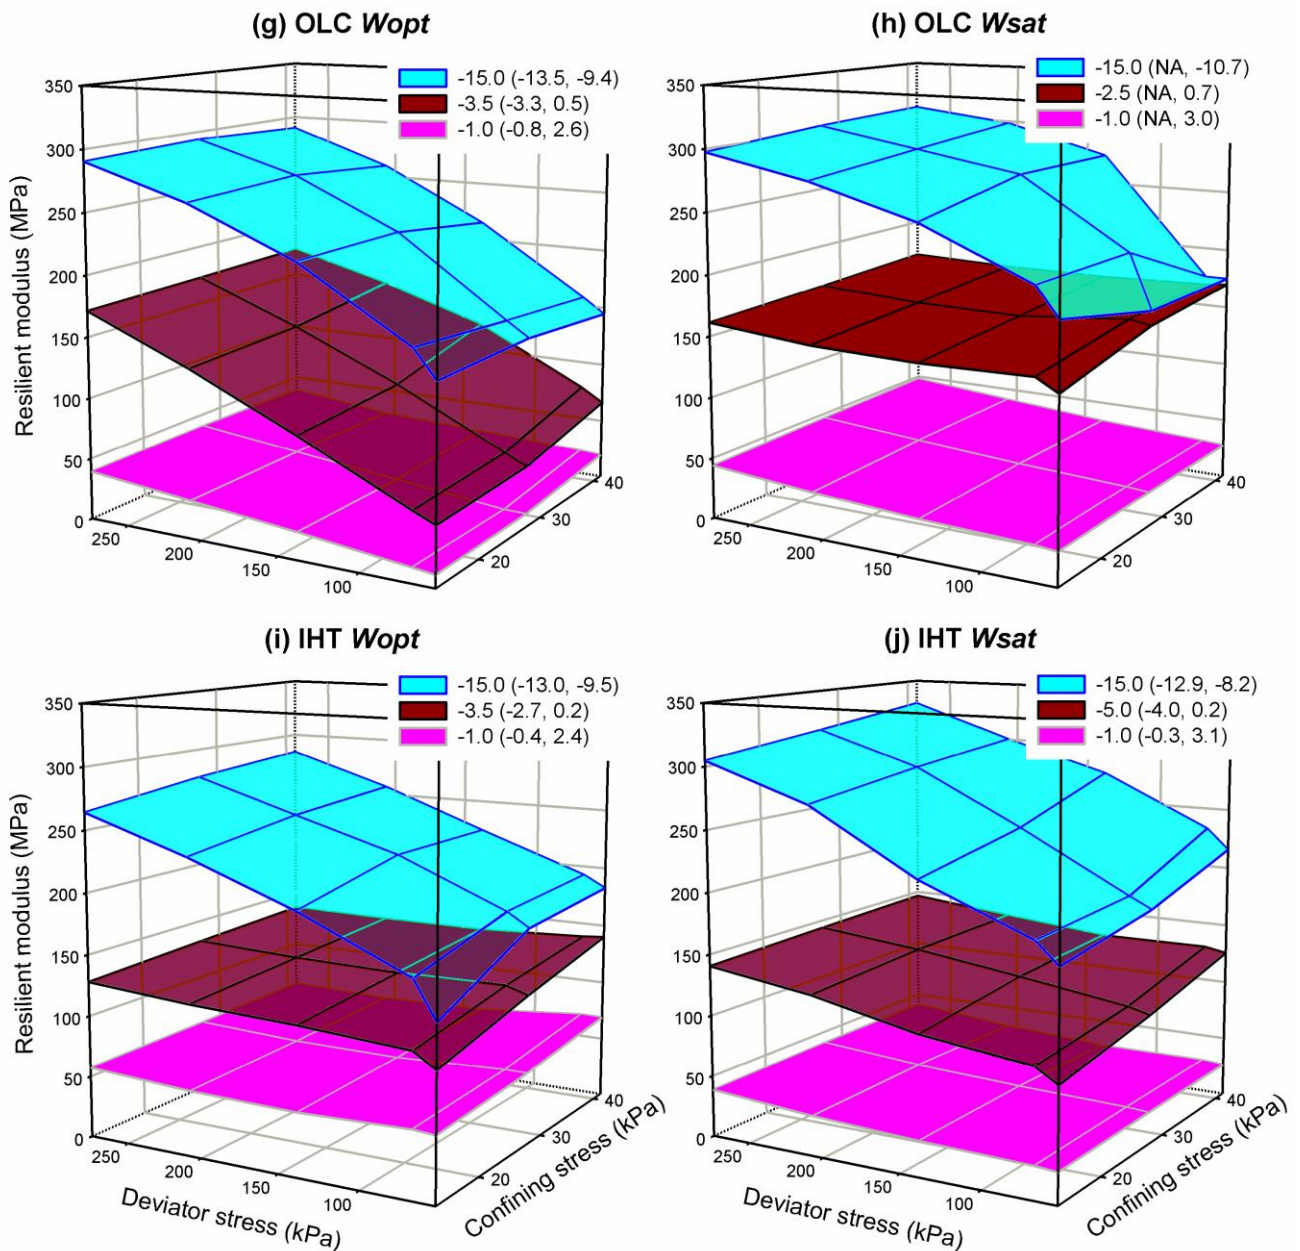 (g) OLC Wopt
-15.0 (-13.5, -9.4)
-3.5 (-3.3, 0.5)
-1.0 (-0.8, 2.6)
350
300
250
200
150
100
50
0
Resilient modulus (MPa)
250
200
150
100
20
30
40
(h) OLC Wsat
-15.0 (NA, -10.7)
-2.5 (NA, 0.7)
-1.0 (NA, 3.0)
350
300
250
200
150
100
50
0
250
200
150
100
20
30
40
(i) IHT Wopt
-15.0 (-13.0, -9.5)
-3.5 (-2.7, 0.2)
-1.0 (-0.4, 2.4)
350
300
250
200
150
100
50
0
Resilient modulus (MPa)
250
200
150
100
Deviator stress (kPa)
20
30
40
Confining stress (kPa)
(j) IHT Wsat
-15.0 (-12.9, -8.2)
-5.0 (-4.0, 0.2)
-1.0 (-0.3, 3.1)
350
300
250
200
150
100
50
0
250
200
150
100
Deviator stress (kPa)
20
30
40
Confining stress (kPa)